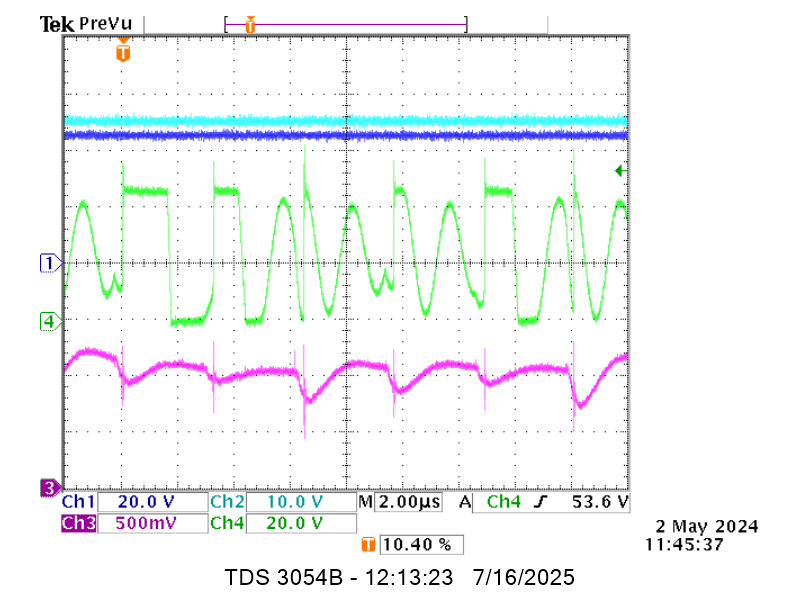 Tek PreVu
T
T
1
4
3
Ch1 20.0 V Ch2 10.0 V M 2.00µs A Ch4 ∫ 53.6 V
Ch3 500mV Ch4 20.0 V
T 10.40 %
2 May 2024
11:45:37
TDS 3054B - 12:13:23 7/16/2025